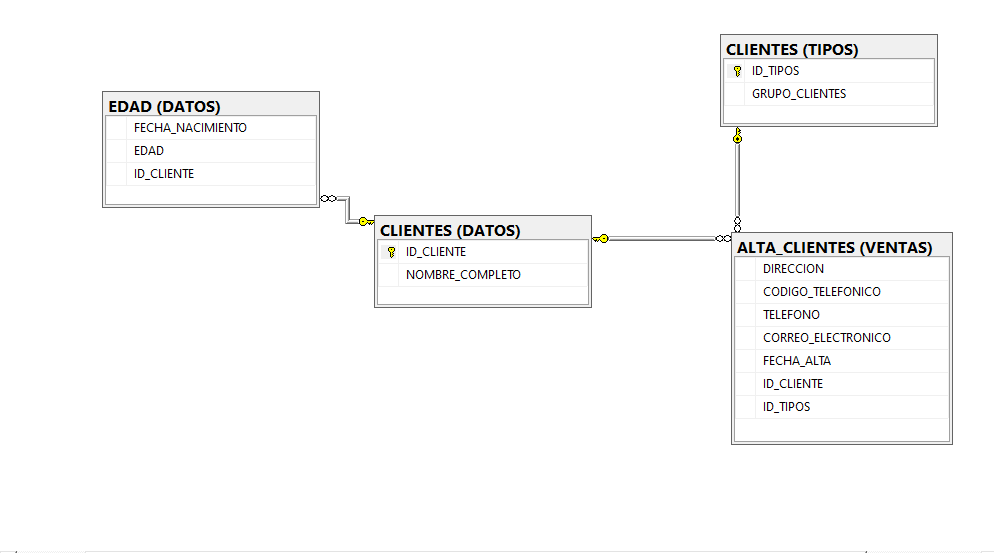 CLIENTES (TIPOS)
ID_TIPOS
GRUPO_CLIENTES
EDAD (DATOS)
FECHA_NACIMIENTO
EDAD
ID_CLIENTE
CLIENTES (DATOS)
ID_CLIENTE
NOMBRE_COMPLETO
ALTA_CLIENTES (VENTAS)
DIRECCION
CODIGO_TELEFONICO
TELEFONO
CORREO_ELECTRONICO
FECHA_ALTA
ID_CLIENTE
ID_TIPOS